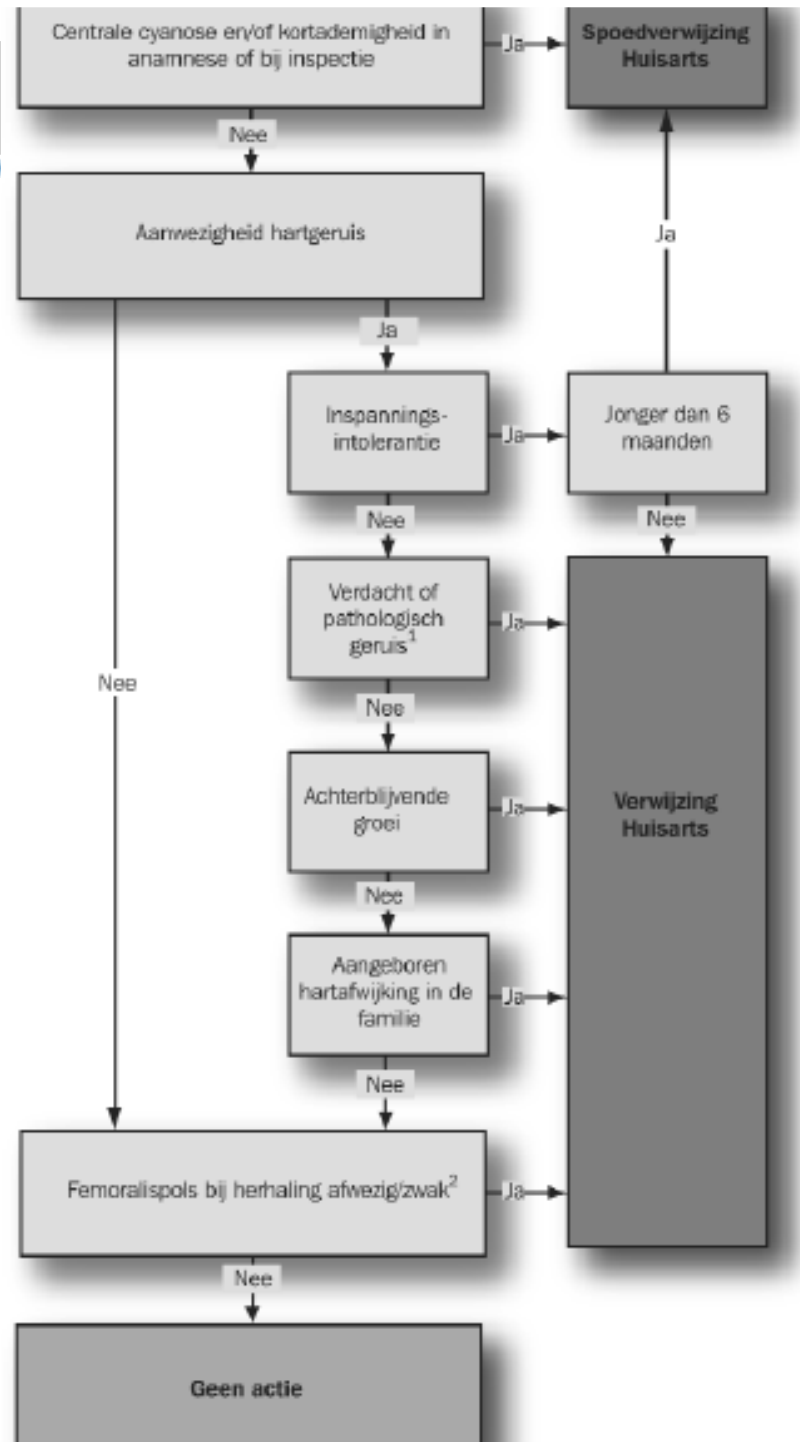 Centrale cyanose en/of kortademigheid in
anamnese of bij inspectie
Ja
Spoedverwijzing
Huisarts
Nee
Aanwezigheid hartgeruis
Ja
Ja
Inspannings-
intolerantie
Ja
Jonger dan 6
maanden
Nee
Nee
Verdacht of
pathologisch
geruis1
Ja
Nee
Nee
Achterblijvende
groei
Ja
Verwijzing
Huisarts
Nee
Aangeboren
hartafwijking in de
familie
Ja
Nee
Femoralispols bij herhaling afwezig/zwak2
Ja
Nee
Geen actie